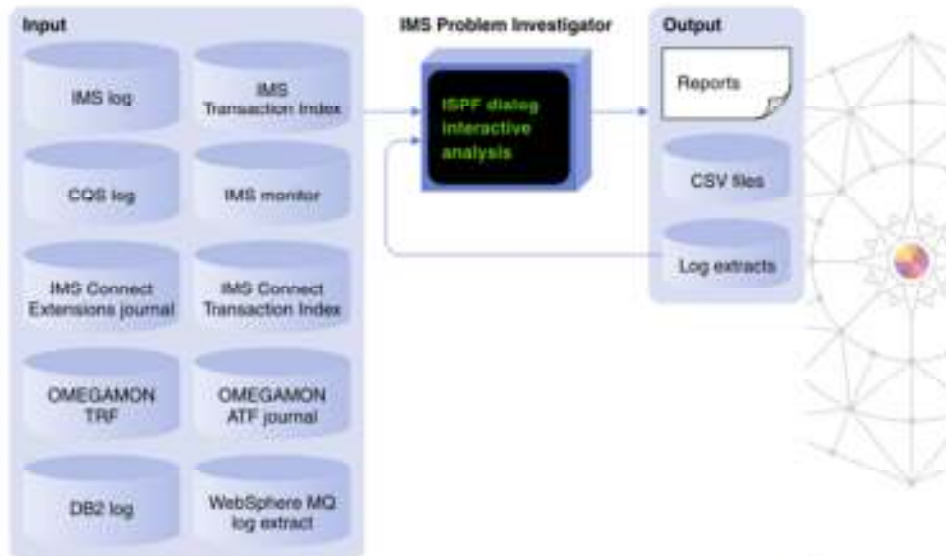 Input
IMS log
IMS
Transaction Index
CQS log
IMS monitor
IMS Connect
Extensions journal
IMS Connect
Transaction Index
OMEGAMON
TRF
OMEGAMON
ATF journal
DB2 log
WebSphere MQ
log extract
IMS Problem Investigator
ISPF dialog
interactive
analysis
Output
Reports
CSV files
Log extracts